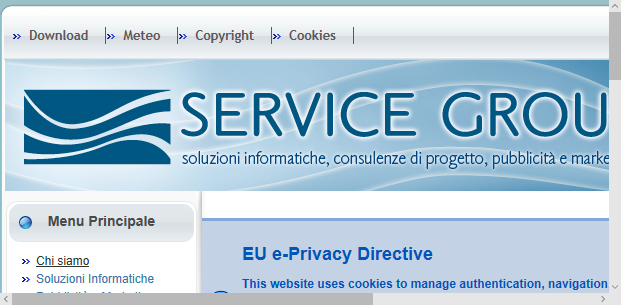 Download Meteo Copyright Cookies
SERVICE GROU
soluzioni informatiche, consulenze di progetto, pubblicità e marke
Menu Principale
Chi siamo
Soluzioni Informatiche
EU e-Privacy Directive
This website uses cookies to manage authentication, navigation